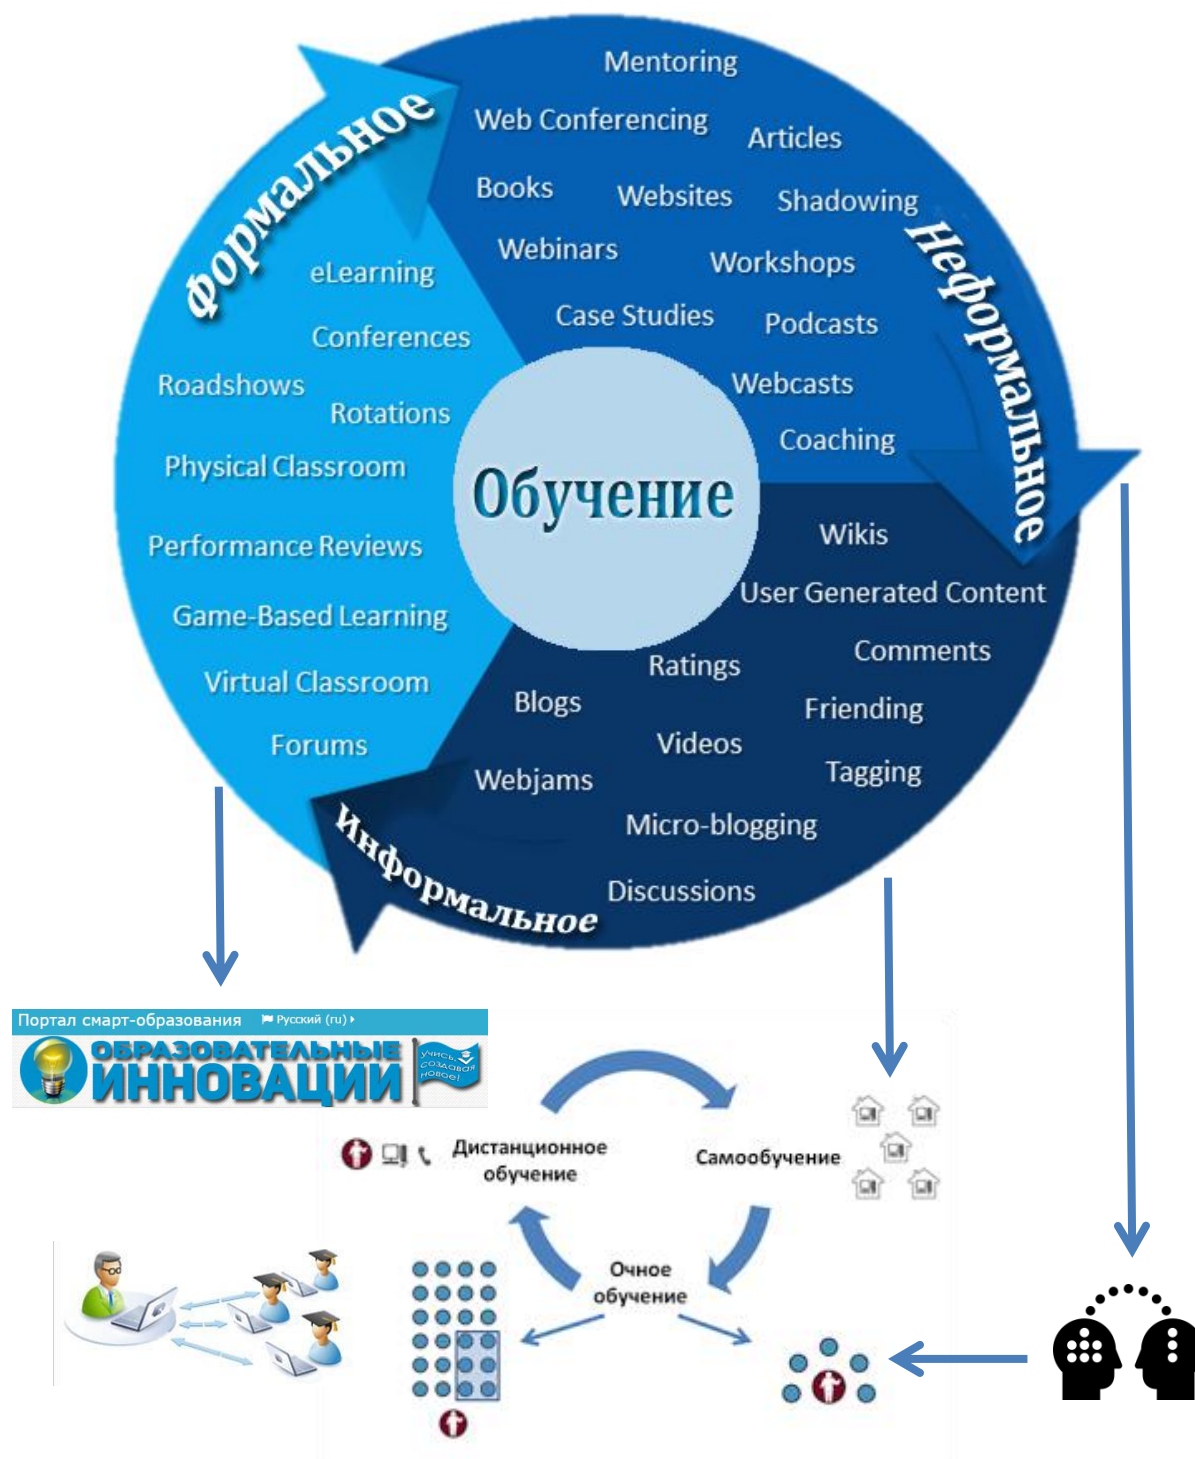 Формальное
eLearning
Conferences
Roadshows
Rotations
Physical Classroom
Performance Reviews
Game-Based Learning
Virtual Classroom
Forums
Mentoring
Web Conferencing
Articles
Books
Websites
Shadowing
Webinars
Workshops
Case Studies
Podcasts
Webcasts
Coaching
Неформальное
Обучение
Wikis
User Generated Content
Comments
Ratings
Blogs
Friending
Videos
Webjams
Tagging
Micro-blogging
Discussions
Информальное
Портал смарт-образования
Русский (ru)
ОБРАЗОВАТЕЛЬНЫЕ
ИННОВАЦИИ
учись,
создавая
новое!
Дистанционное
обучение
Самообучение
Очное
обучение